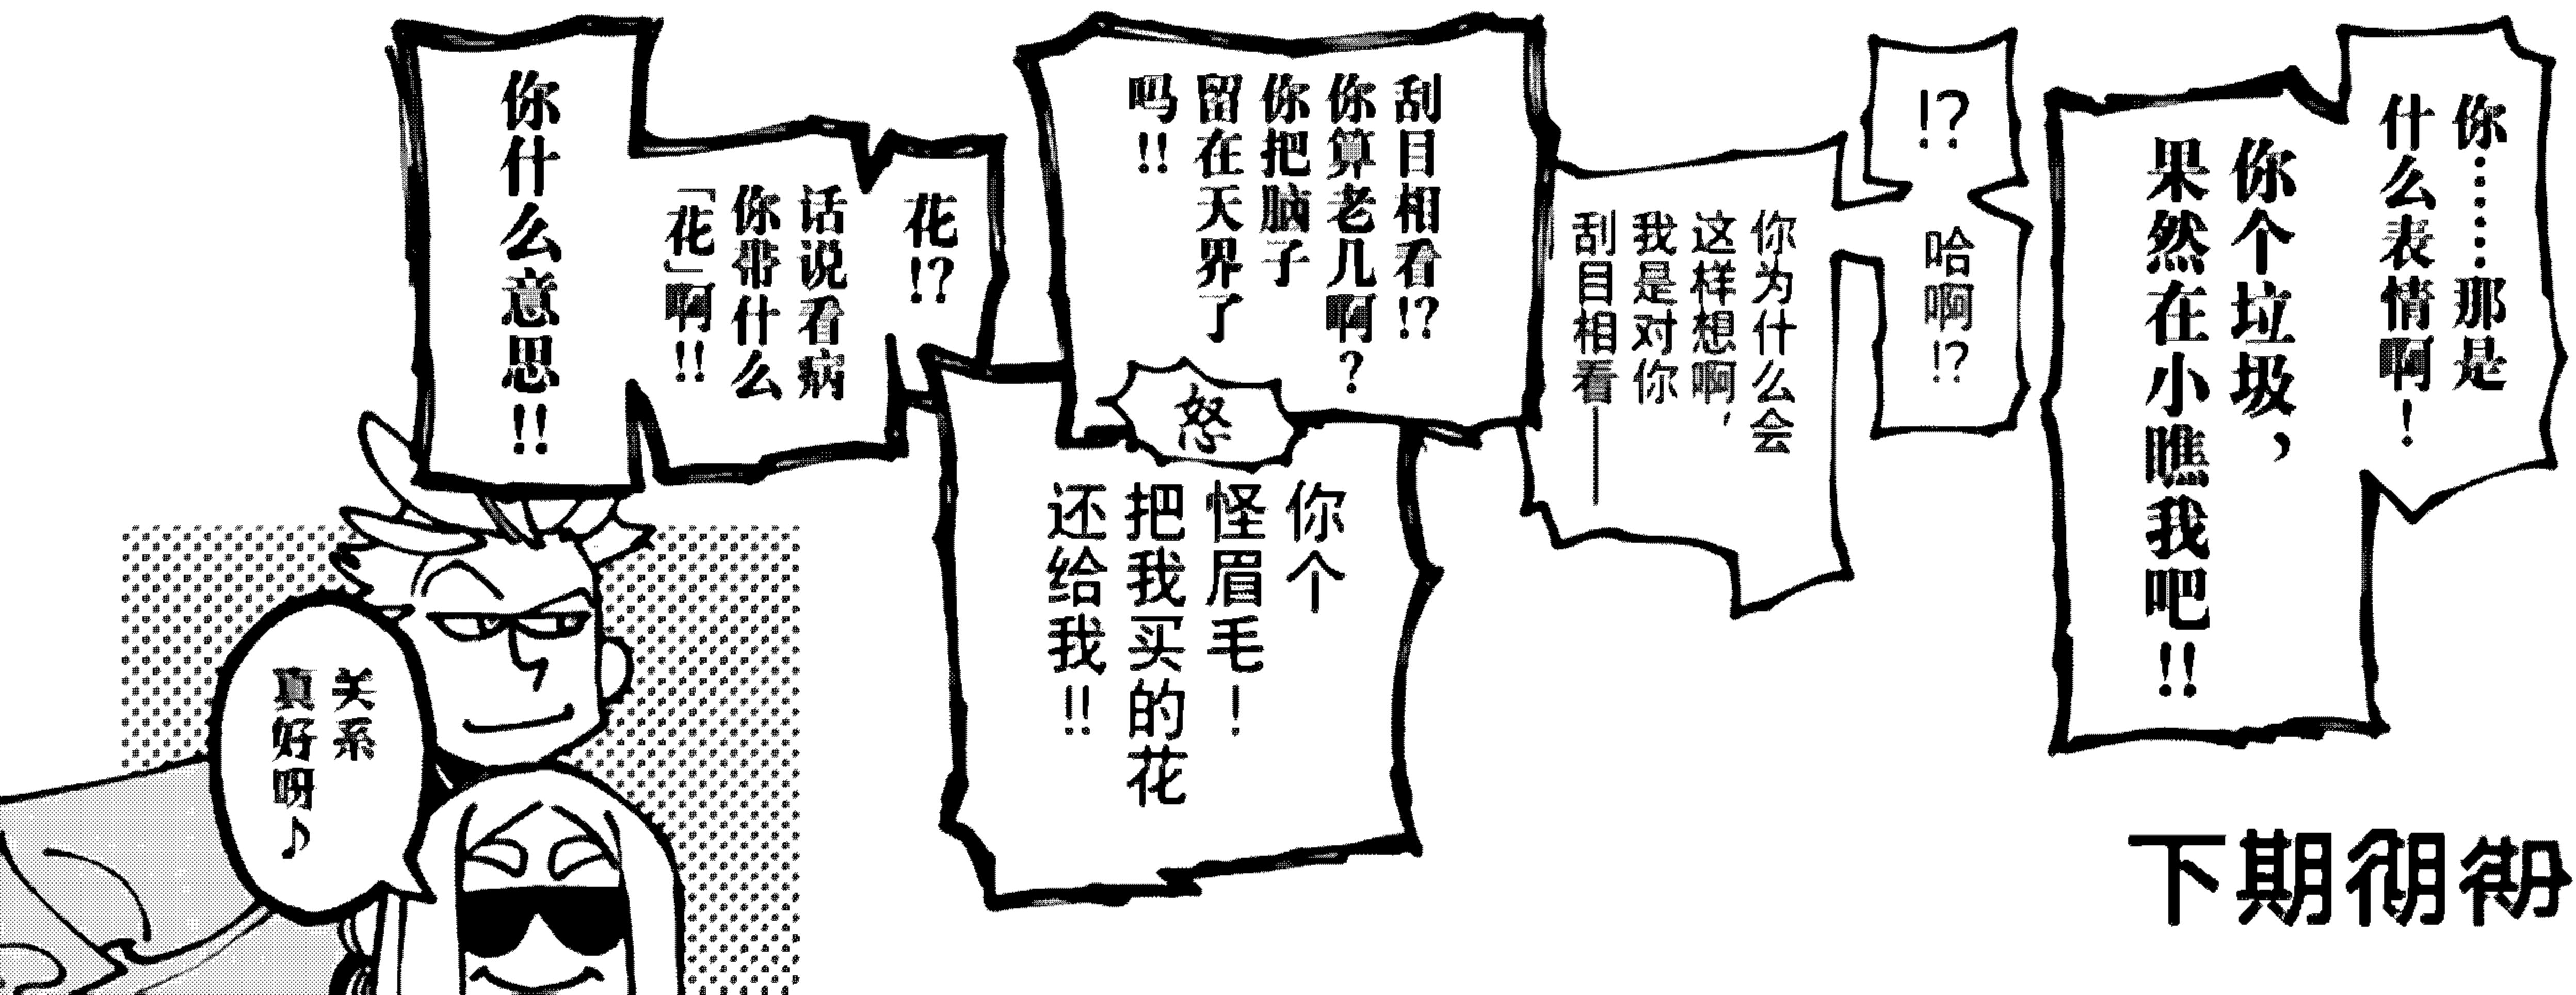 你……那是
什么表情啊！
你个垃圾，
果然在小瞧我吧!!
!?
哈啊!?
你为什么会
这样想啊，
我是对你
刮目相看——
刮目相看!?
你算老几啊？
你把脑子
留在天界了
吗!!
怒
你个
怪眉毛！
把我买的花
还给我!!
花!?
话说看病
你带什么
「花」啊!!
你什么意思!!
关系
真好呀♪
下期